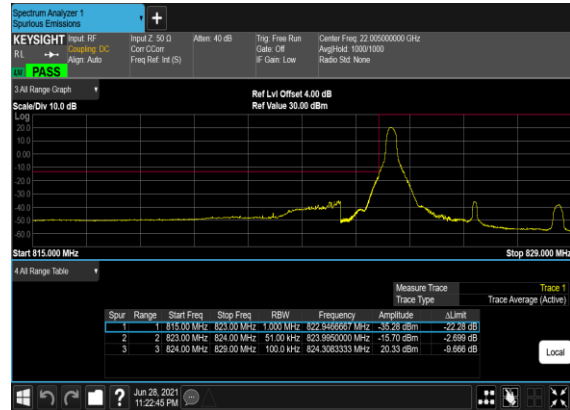 Spectrum Analyzer 1
Spurious Emissions
+
KEYSIGHT Input: RF Input Z: 50 Ω Atten: 40 dB Trig: Free Run Center Freq: 22.005000000 GHz
RL Coupling: DC Corr CCorr Gate: Off Avg|Hold: 1000/1000
Align: Auto Freq Ref: Int (S) IF Gain: Low Radio Std: None
LW PASS
3 All Range Graph
Ref Lvl Offset 4.00 dB
Scale/Div 10.0 dB Ref Value 30.00 dBm
Log
20.0
10.0
0.00
-10.0
-20.0
-30.0
-40.0
-50.0
-60.0
Start 815.000 MHz Stop 829.000 MHz
4 All Range Table
Measure Trace Trace 1
Trace Type Trace Average (Active)
Spur Range Start Freq Stop Freq RBW Frequency Amplitude ΔLimit
1 1 815.00 MHz 823.00 MHz 1.000 MHz 822.9466667 MHz -35.28 dBm -22.28 dB
2 2 823.00 MHz 824.00 MHz 51.00 kHz 823.9950000 MHz -15.70 dBm -2.699 dB
3 3 824.00 MHz 829.00 MHz 100.0 kHz 824.3083333 MHz 20.33 dBm -9.666 dB
Local
?
Jun 28, 2021
11:22:45 PM